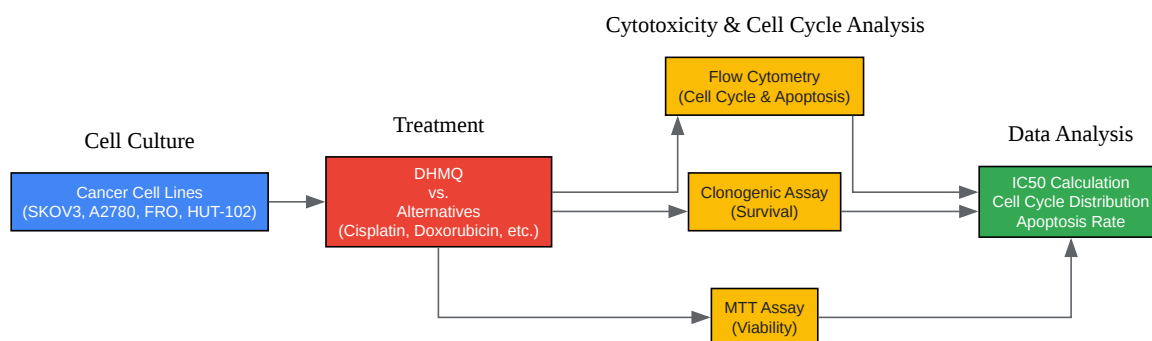 Cytotoxicity & Cell Cycle Analysis
Flow Cytometry
(Cell Cycle & Apoptosis)
Cell Culture
Treatment
Data Analysis
Cancer Cell Lines
(SKOV3, A2780, FRO, HUT-102)
DHMQ
vs.
Alternatives
(Cisplatin, Doxorubicin, etc.)
Clonogenic Assay
(Survival)
IC50 Calculation
Cell Cycle Distribution
Apoptosis Rate
MTT Assay
(Viability)